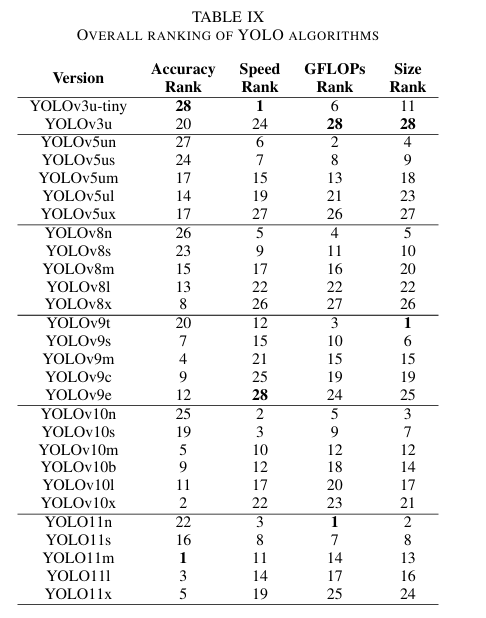 TABLE IX
OVERALL RANKING OF YOLO ALGORITHMS
Version Accuracy Rank Speed Rank GFLOPs Rank Size Rank
YOLOv3u-tiny 28 1 6 11
YOLOv3u 20 24 28 28
YOLOv5un 27 6 2 4
YOLOv5us 24 7 8 9
YOLOv5um 17 15 13 18
YOLOv5ul 14 19 21 23
YOLOv5ux 17 27 26 27
YOLOv8n 26 5 4 5
YOLOv8s 23 9 11 10
YOLOv8m 15 17 16 20
YOLOv8l 13 22 22 22
YOLOv8x 8 26 27 26
YOLOv9t 20 12 3 1
YOLOv9s 7 15 10 6
YOLOv9m 4 21 15 15
YOLOv9c 9 25 19 19
YOLOv9e 12 28 24 25
YOLOv10n 25 2 5 3
YOLOv10s 19 3 9 7
YOLOv10m 5 10 12 12
YOLOv10b 9 12 18 14
YOLOv10l 11 17 20 17
YOLOv10x 2 22 23 21
YOLO11n 22 3 1 2
YOLO11s 16 8 7 8
YOLO11m 1 11 14 13
YOLO11l 3 14 17 16
YOLO11x 5 19 25 24